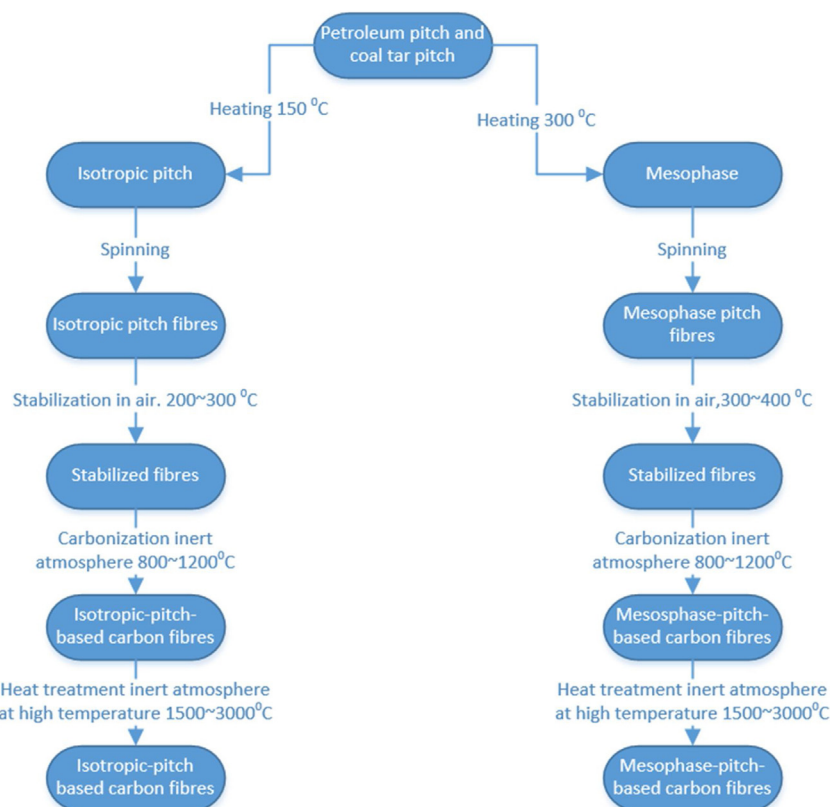 Petroleum pitch and
coal tar pitch
Heating 150 ⁰C
Heating 300 ⁰C
Isotropic pitch
Mesophase
Spinning
Spinning
Isotropic pitch fibres
Mesophase pitch
fibres
Stabilization in air. 200~300 ⁰C
Stabilization in air,300~400 ⁰C
Stabilized fibres
Stabilized fibres
Carbonization inert
atmosphere 800~1200⁰C
Carbonization inert
atmosphere 800~1200⁰C
Isotropic-pitch-
based carbon fibres
Mesosphase-pitch-
based carbon fibres
Heat treatment inert atmosphere
at high temperature 1500~3000⁰C
Heat treatment inert atmosphere
at high temperature 1500~3000⁰C
Isotropic-pitch
based carbon fibres
Mesophase-pitch-
based carbon fibres